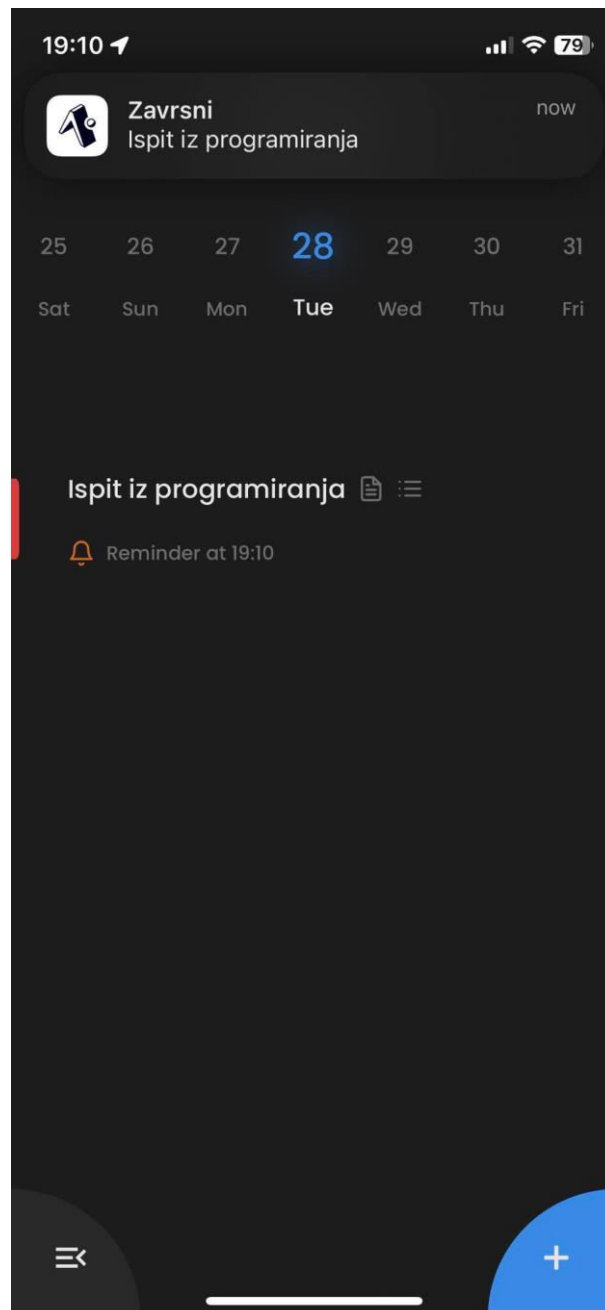 19:10
79
Zavrsni
now
Ispit iz programiranja
25 26 27 28 29 30 31
Sat Sun Mon Tue Wed Thu Fri
Ispit iz programiranja
Reminder at 19:10